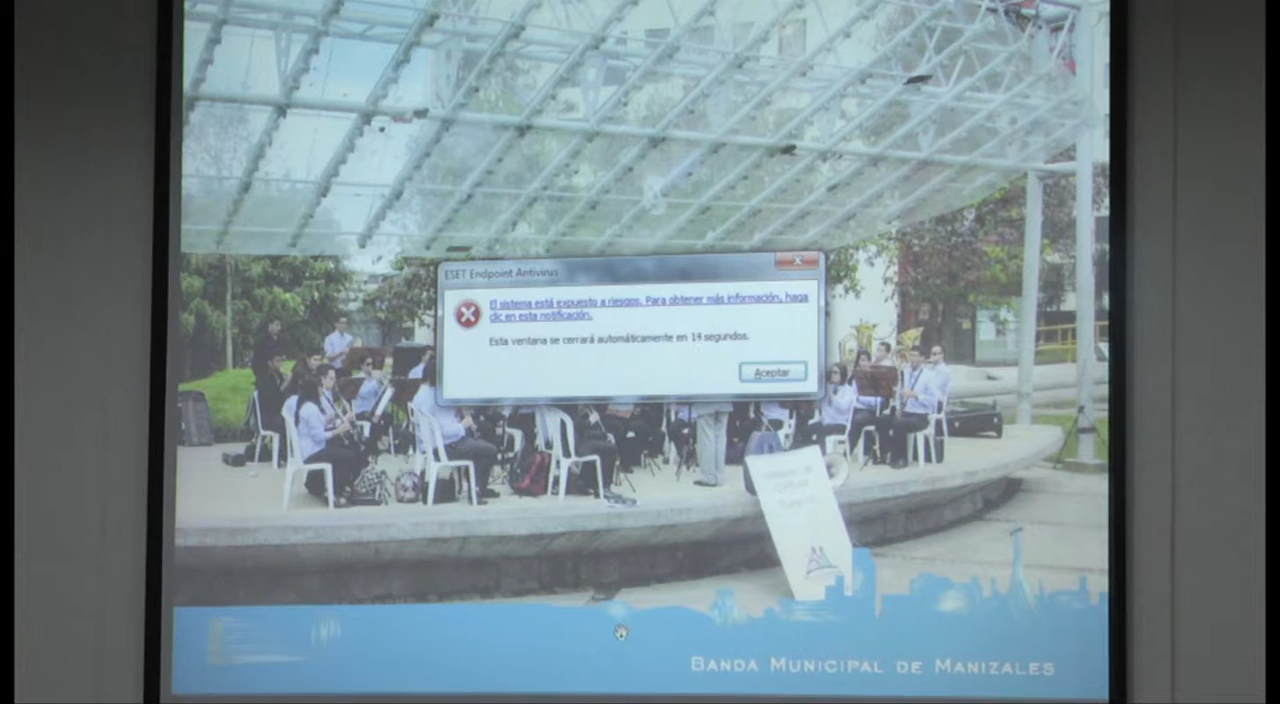 ESET Endpoint Antivirus
El sistema está expuesto a riesgos. Para obtener más información, haga
clic en esta notificación.
Esta ventana se cerrará automáticamente en 14 segundos.
Aceptar
BANDA MUNICIPAL DE MANIZALES